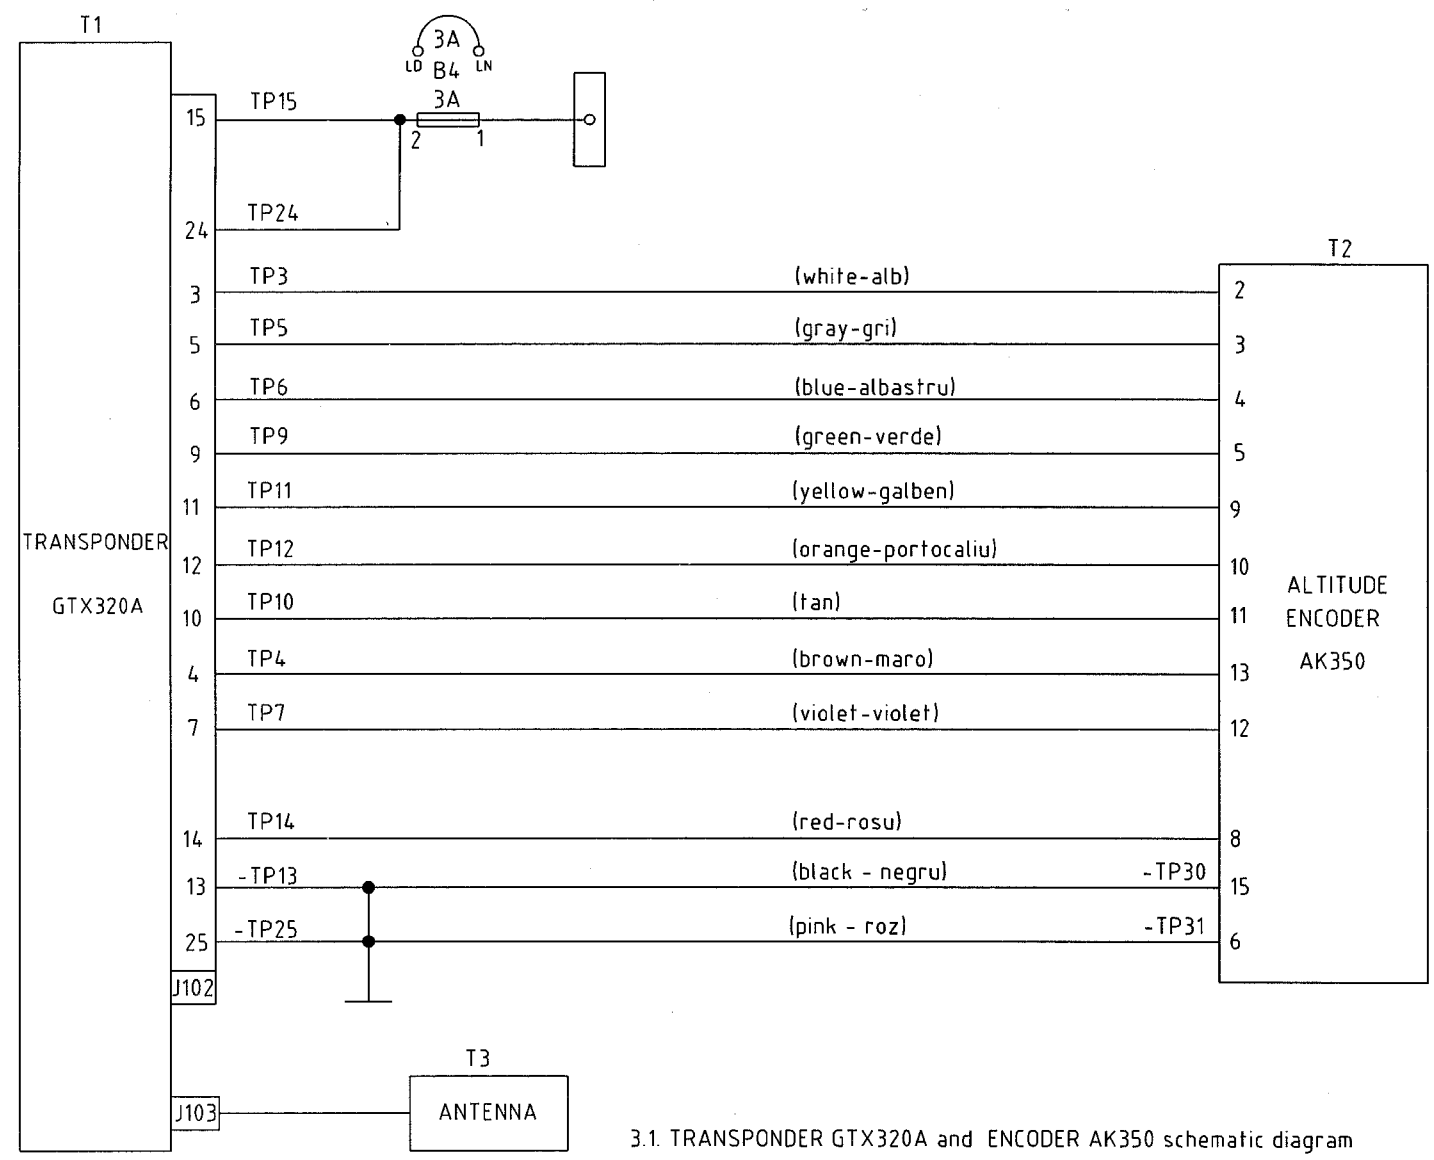 T1
3A
LD B4 LN
3A
TP15
15
2 1
TP24
24
T2
TP3 (white-alb)
3 2
TP5 (gray-gri)
5 3
TP6 (blue-albastru)
6 4
TP9 (green-verde)
9 5
TP11 (yellow-galben)
11 9
TRANSPONDER
TP12 (orange-portocaliu)
12 10
GTX320A
TP10 (tan)
10 11
ALTITUDE
ENCODER
AK350
TP4 (brown-maro)
4 13
TP7 (violet-violet)
7 12
TP14 (red-rosu)
14 8
-TP13 (black - negru) -TP30
13 15
-TP25 (pink - roz) -TP31
25 6
J102
T3
J103 ANTENNA
3.1. TRANSPONDER GTX320A and ENCODER AK350 schematic diagram